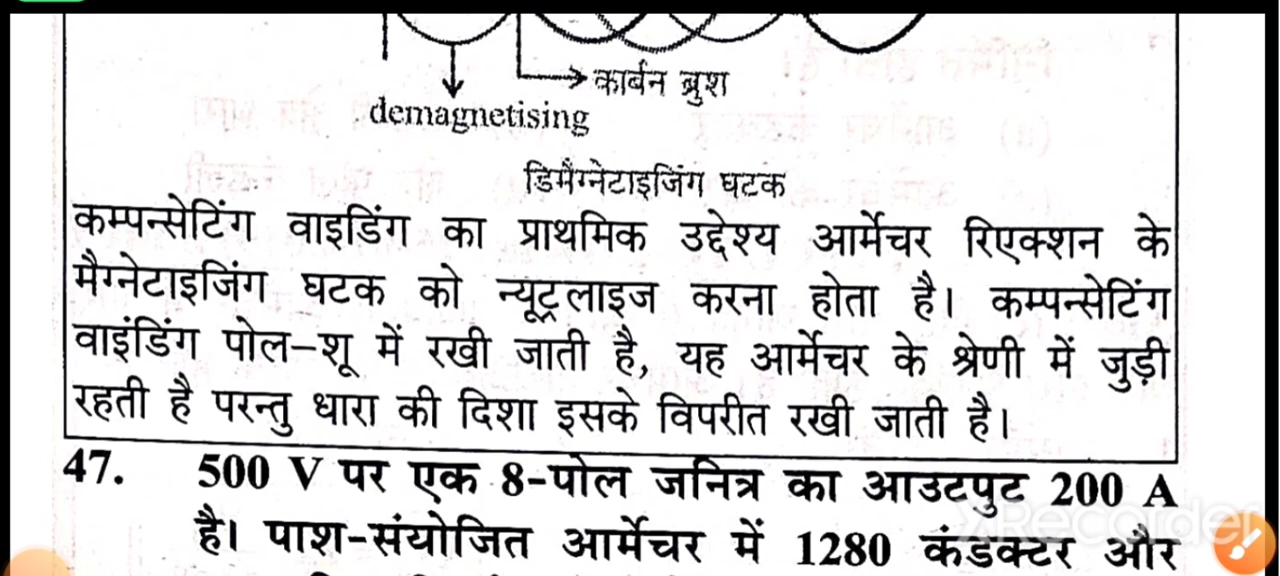 कार्बन ब्रुश
demagnetising
डिमैग्नेटाइजिंग घटक
कम्पन्सेटिंग वाइडिंग का प्राथमिक उद्देश्य आर्मेचर रिएक्शन के
मैग्नेटाइजिंग घटक को न्यूट्रलाइज करना होता है। कम्पन्सेटिंग
वाइंडिंग पोल–शू में रखी जाती है, यह आर्मेचर के श्रेणी में जुड़ी
रहती है परन्तु धारा की दिशा इसके विपरीत रखी जाती है।
47. 500 V पर एक 8-पोल जनित्र का आउटपुट 200 A
है। पाश-संयोजित आर्मेचर में 1280 कंडक्टर और
XRecorder